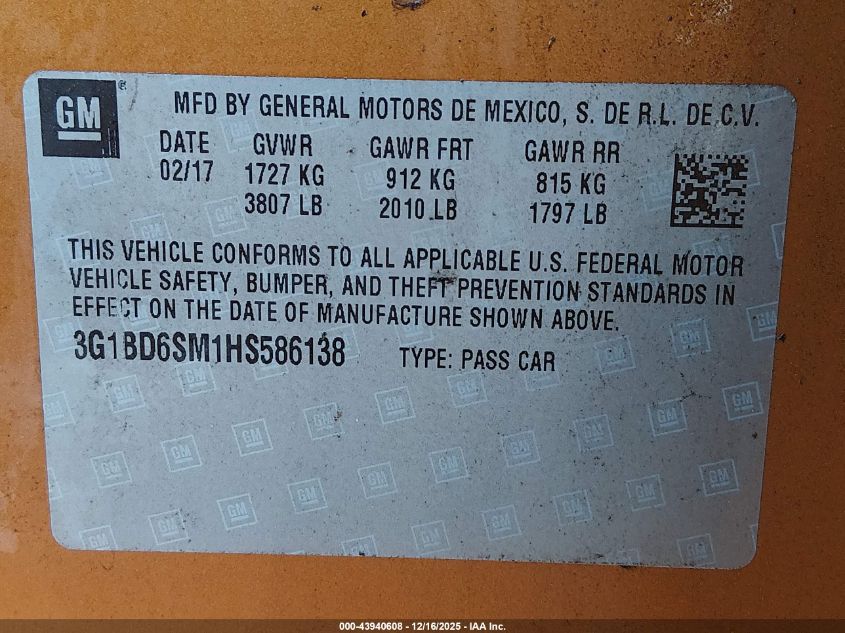 GM
MFD BY GENERAL MOTORS DE MEXICO, S. DE R.L. DE C.V.
DATE GVWR GAWR FRT GAWR RR
02/17 1727 KG 912 KG 815 KG
3807 LB 2010 LB 1797 LB
THIS VEHICLE CONFORMS TO ALL APPLICABLE U.S. FEDERAL MOTOR
VEHICLE SAFETY, BUMPER, AND THEFT PREVENTION STANDARDS IN
EFFECT ON THE DATE OF MANUFACTURE SHOWN ABOVE.
3G1BD6SM1HS586138 TYPE: PASS CAR
000-43940608 - 12/16/2025 - IAA Inc.